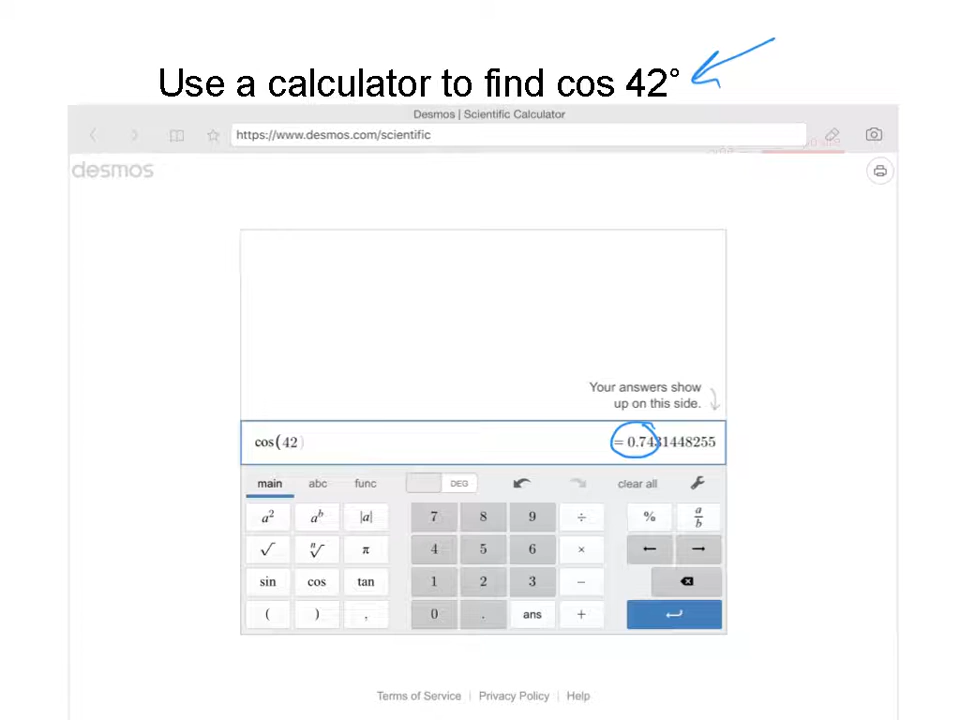 Use a calculator to find cos 42°
Desmos | Scientific Calculator
https://www.desmos.com/scientific
desmos
Your answers show
up on this side.
cos(42) = 0.7431448255
main abc func DEG clear all
a² aᵇ |a| 7 8 9 ÷ % a/b
√ ⁿ√ π 4 5 6 × ← →
sin cos tan 1 2 3 −
( ) , 0 . ans +
Terms of Service | Privacy Policy | Help